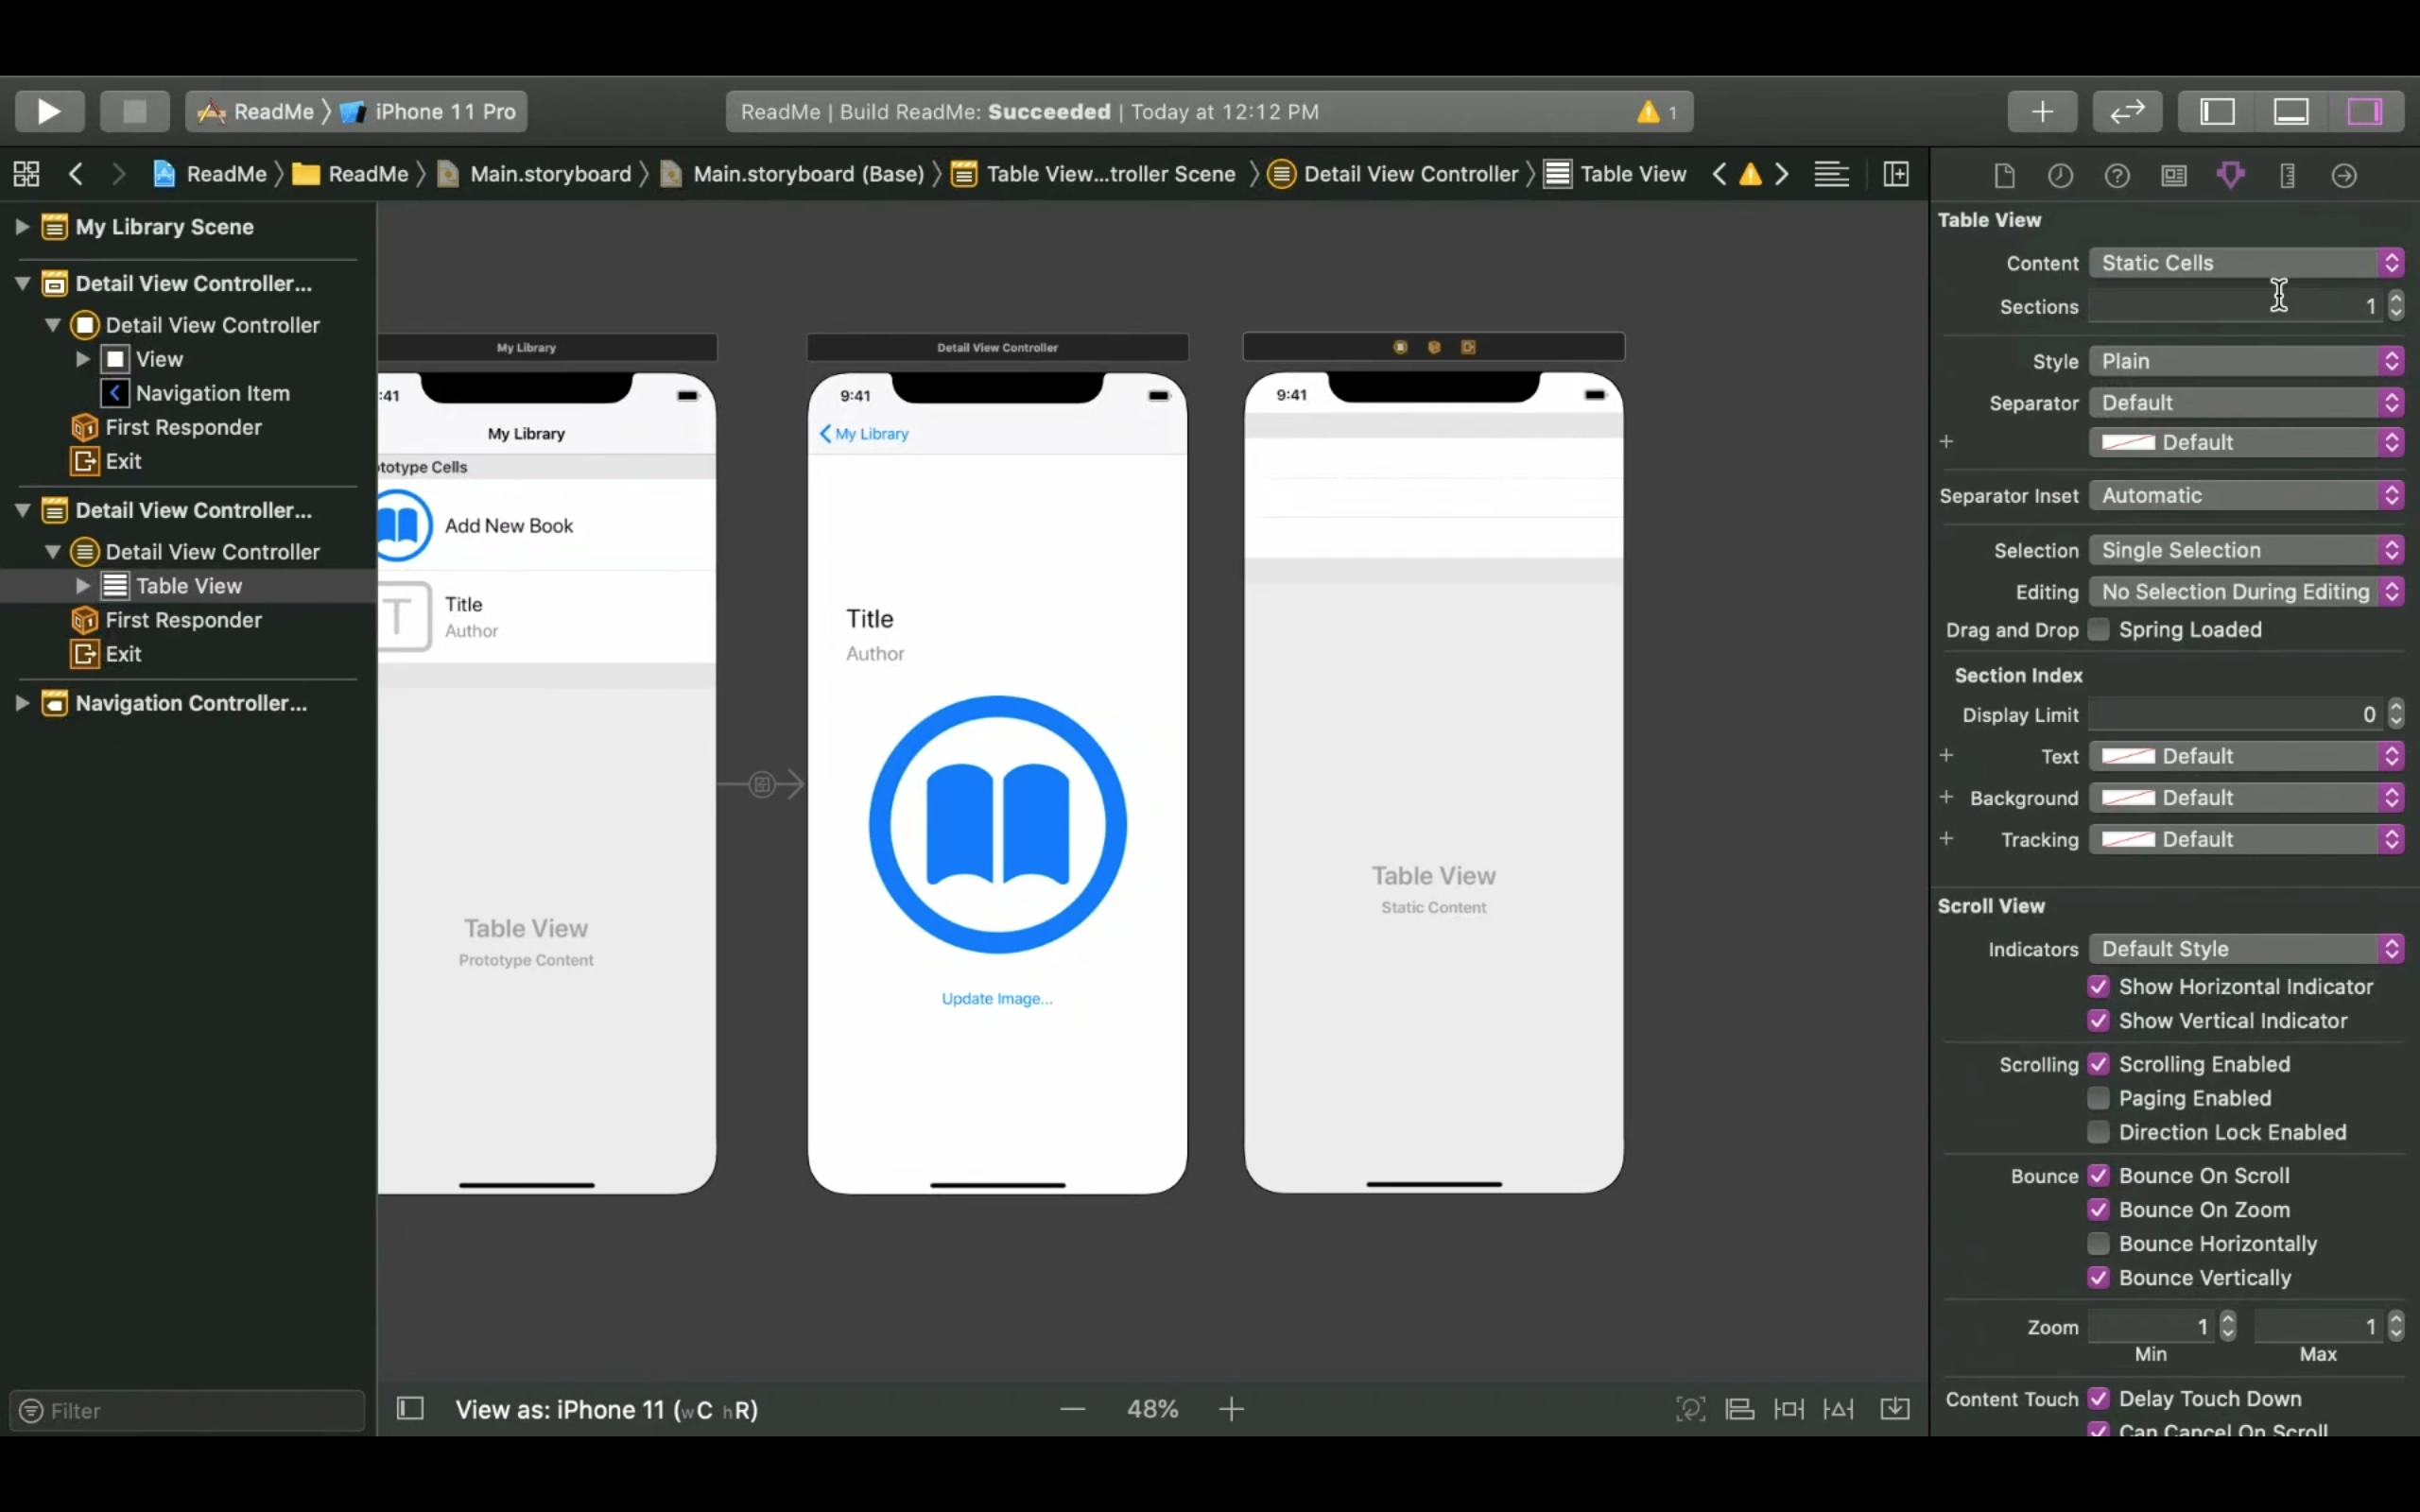 ReadMe 〉 iPhone 11 Pro
ReadMe | Build ReadMe: Succeeded | Today at 12:12 PM
1
ReadMe 〉 ReadMe 〉 Main.storyboard 〉 Main.storyboard (Base) 〉 Table View...troller Scene 〉 Detail View Controller 〉 Table View
My Library Scene
Detail View Controller...
Detail View Controller
View
Navigation Item
First Responder
Exit
Detail View Controller...
Detail View Controller
Table View
First Responder
Exit
Navigation Controller...
Filter
My Library
:41
My Library
totype Cells
Add New Book
T
Title
Author
Table View
Prototype Content
Detail View Controller
9:41
My Library
Title
Author
Update Image...
9:41
Table View
Static Content
View as: iPhone 11 (wC hR)
48%
Table View
Content Static Cells
Sections 1
Style Plain
Separator Default
Default
Separator Inset Automatic
Selection Single Selection
Editing No Selection During Editing
Drag and Drop Spring Loaded
Section Index
Display Limit 0
Text Default
Background Default
Tracking Default
Scroll View
Indicators Default Style
Show Horizontal Indicator
Show Vertical Indicator
Scrolling Scrolling Enabled
Paging Enabled
Direction Lock Enabled
Bounce Bounce On Scroll
Bounce On Zoom
Bounce Horizontally
Bounce Vertically
Zoom 1 1
Min Max
Content Touch Delay Touch Down
Can Cancel On Scroll